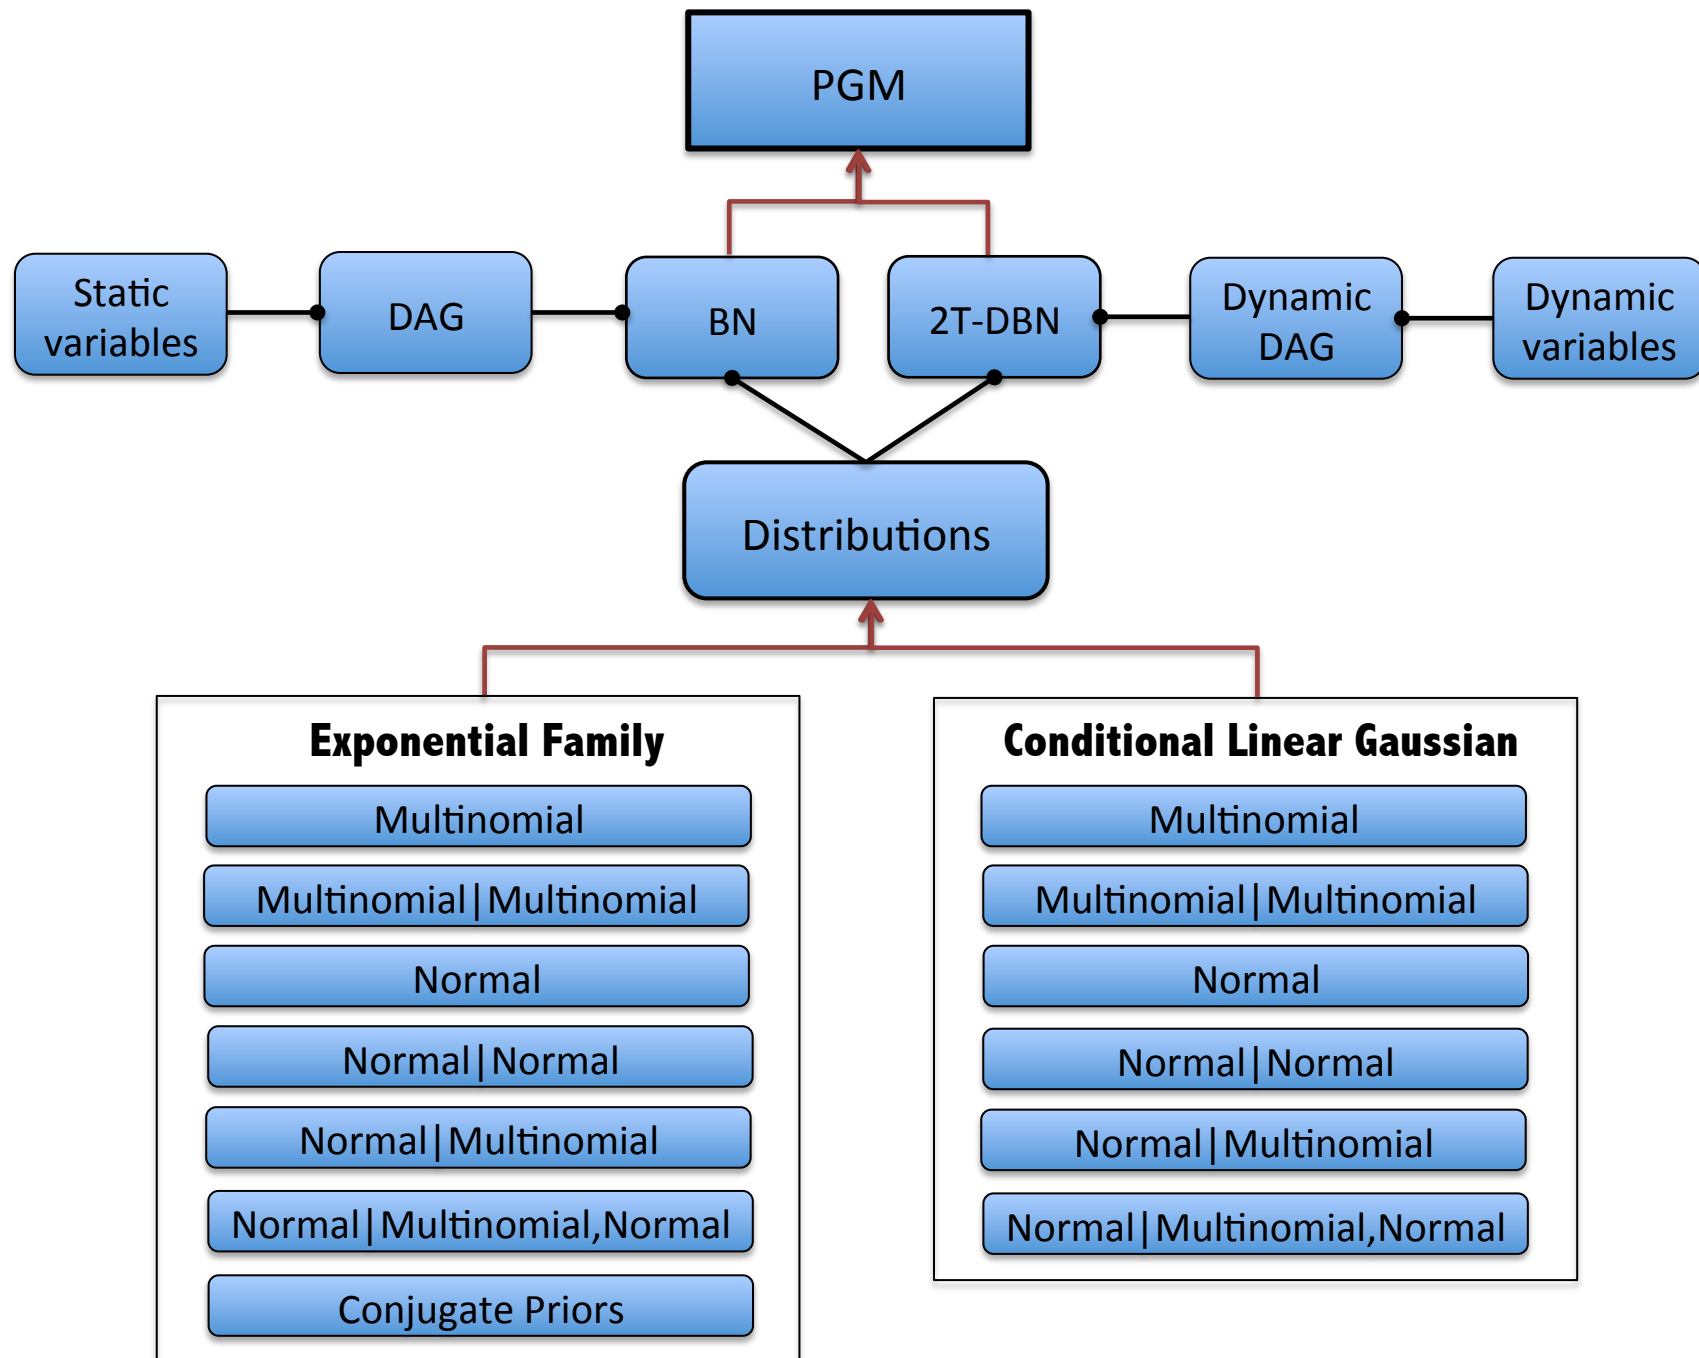 PGM
Static
variables
DAG
BN
2T-DBN
Dynamic
DAG
Dynamic
variables
Distributions
Exponential Family
Multinomial
Multinomial|Multinomial
Normal
Normal|Normal
Normal|Multinomial
Normal|Multinomial,Normal
Conjugate Priors
Conditional Linear Gaussian
Multinomial
Multinomial|Multinomial
Normal
Normal|Normal
Normal|Multinomial
Normal|Multinomial,Normal